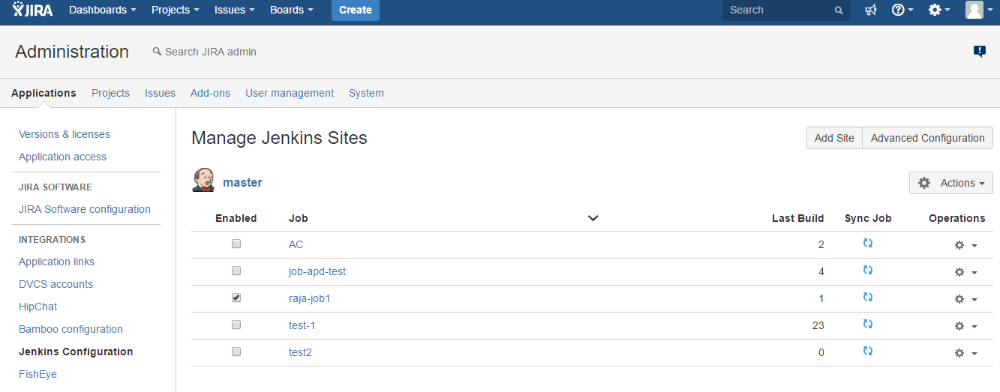 JIRA Dashboards Projects Issues Boards Create Search
Administration Search JIRA admin
Applications Projects Issues Add-ons User management System
Versions & licenses
Application access
JIRA SOFTWARE
JIRA Software configuration
INTEGRATIONS
Application links
DVCS accounts
HipChat
Bamboo configuration
Jenkins Configuration
FishEye
Manage Jenkins Sites Add Site Advanced Configuration
master Actions
Enabled Job Last Build Sync Job Operations
AC 2
job-apd-test 4
raja-job1 1
test-1 23
test2 0